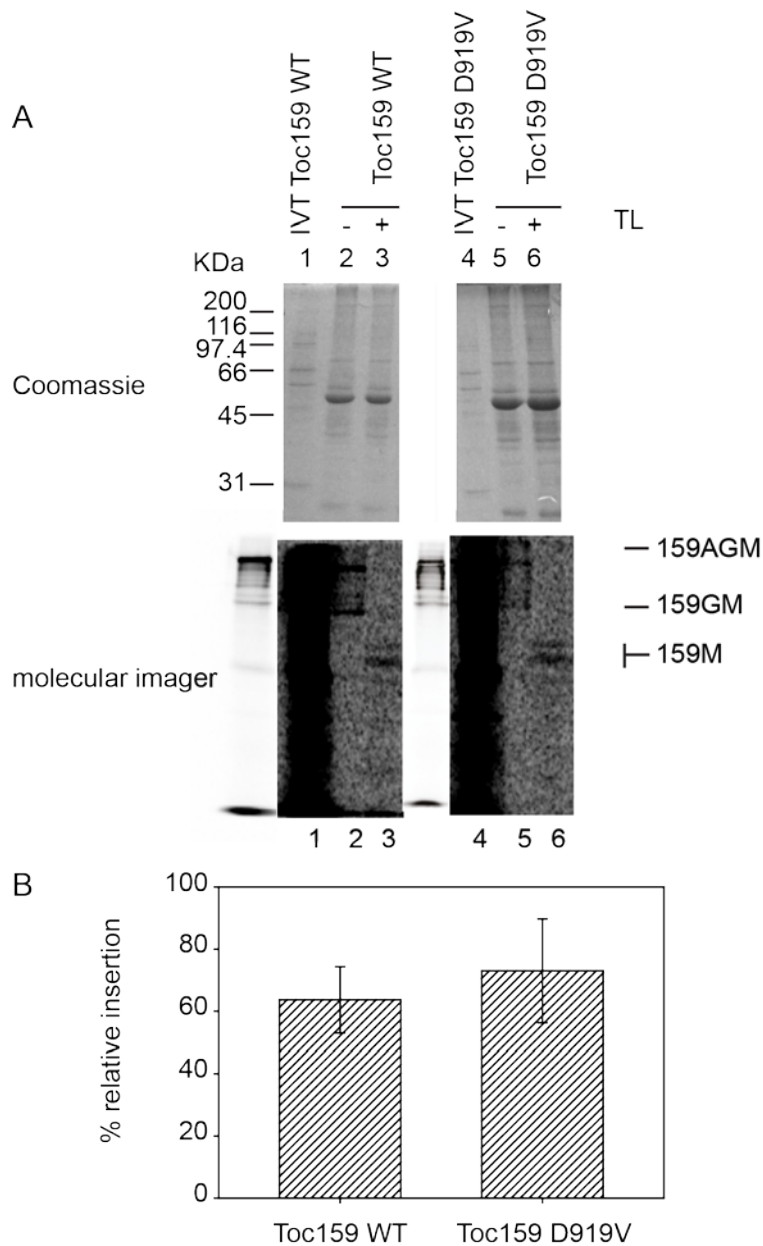 A
IVT Toc159 WT
Toc159 WT
IVT Toc159 D919V
Toc159 D919V
- + - + TL
KDa 1 2 3 4 5 6
200
116
97.4
66
45
31
Coomassie
159AGM
159GM
159M
molecular imager
1 2 3 4 5 6
B
% relative insertion
100
80
60
40
20
0
Toc159 WT Toc159 D919V